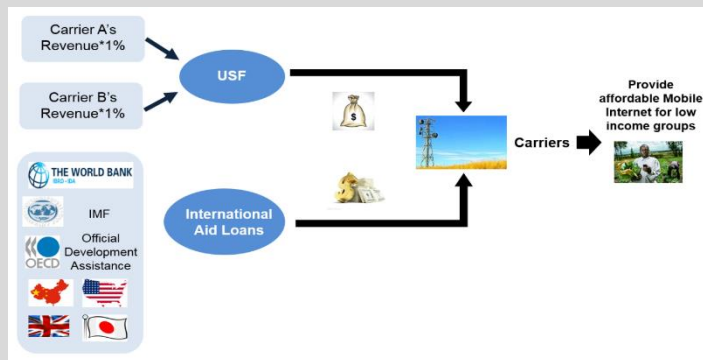 Carrier A's
Revenue*1%
Carrier B's
Revenue*1%
USF
$
Provide
affordable Mobile
Internet for low
income groups
Carriers
THE WORLD BANK
IBRD • IDA
IMF
Official
Development
Assistance
OECD
International
Aid Loans